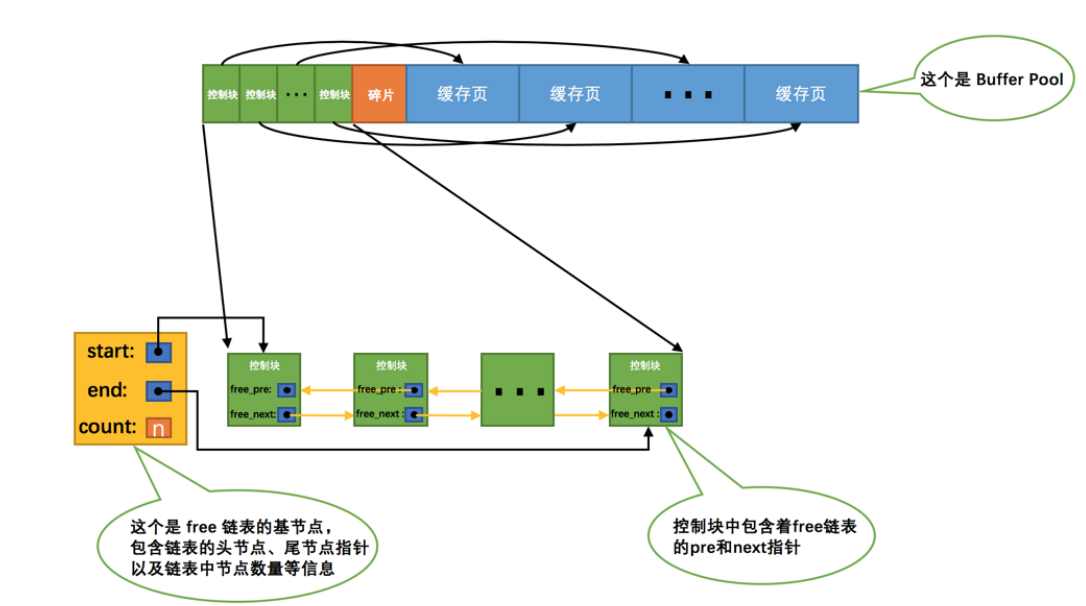 这个是 Buffer Pool
控制块 控制块 ··· 控制块 碎片 缓存页 缓存页 ··· 缓存页
start:
end:
count: n
控制块
free_pre:
free_next:
控制块
free_pre :
free_next :
···
控制块
free_pre
free_next :
这个是 free 链表的基节点，
包含链表的头节点、尾节点指针
以及链表中节点数量等信息
控制块中包含着free链表
的pre和next指针